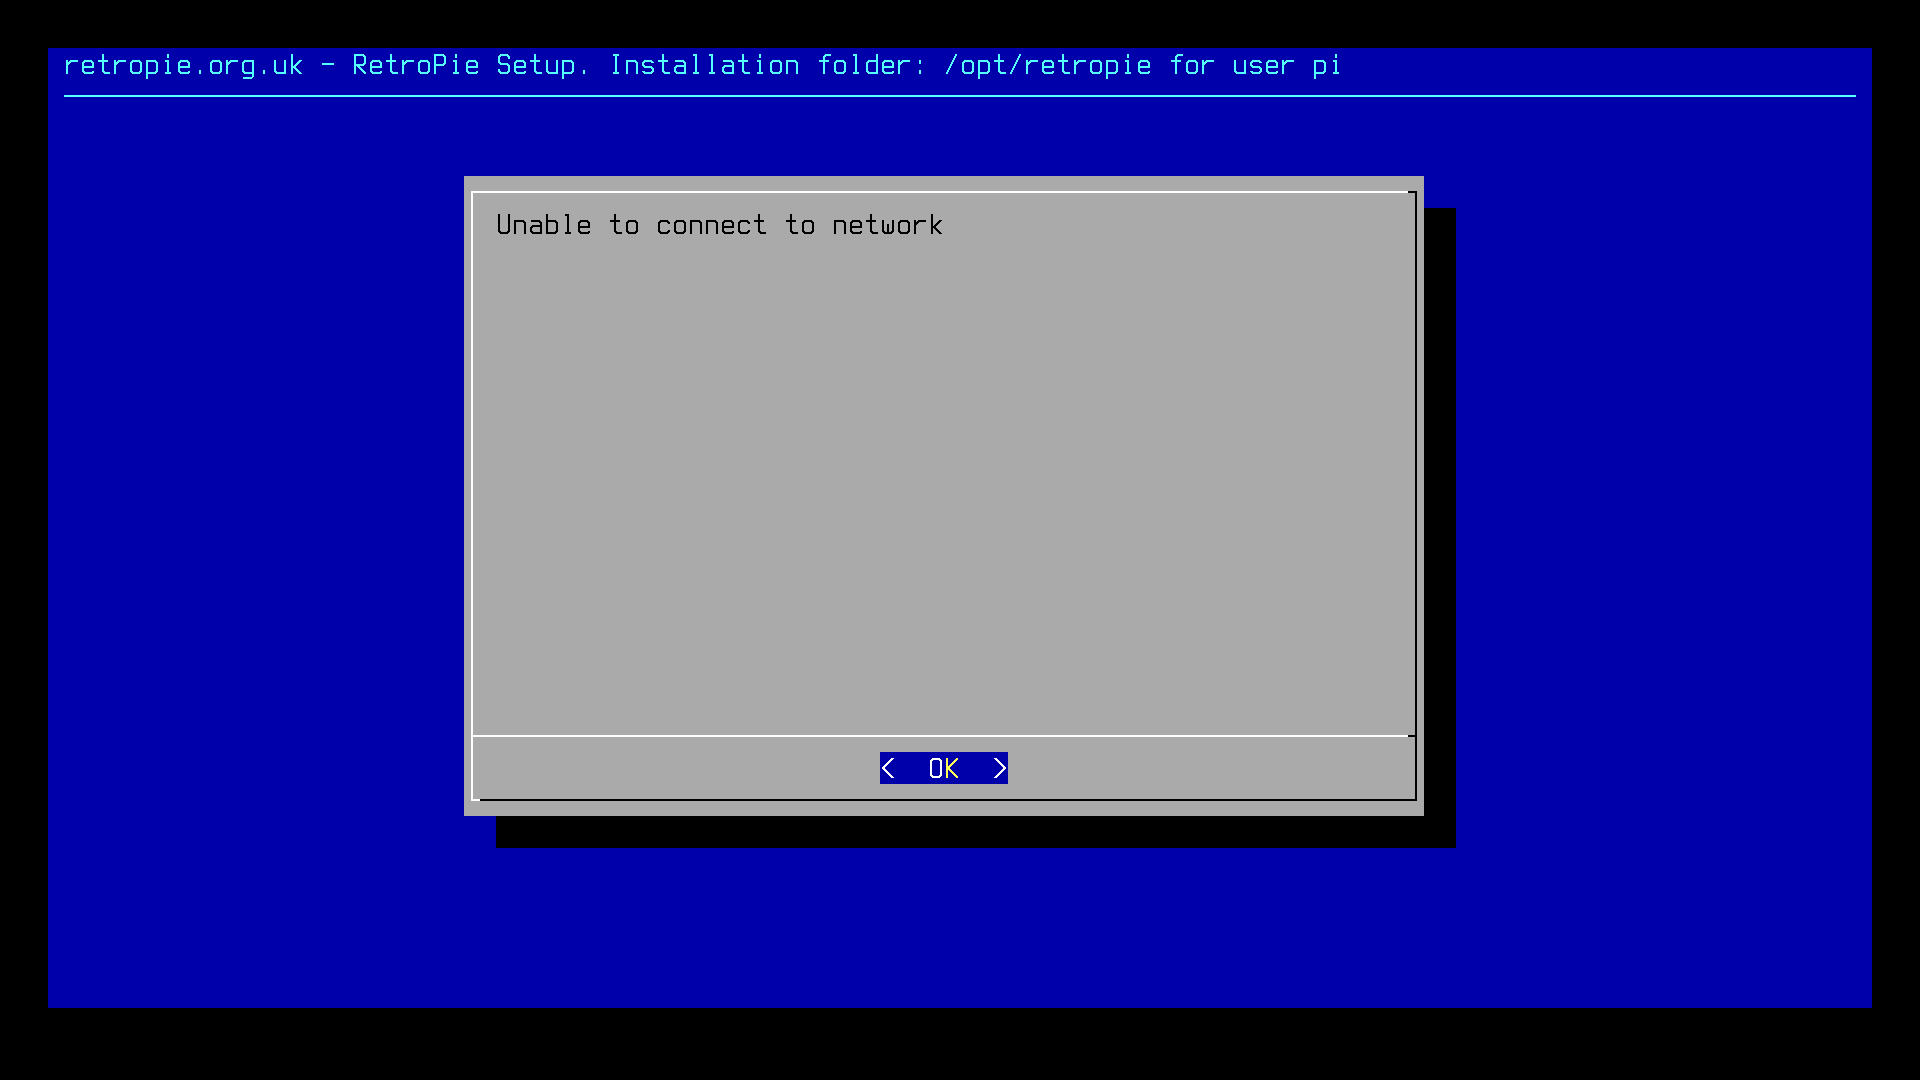 retropie.org.uk - RetroPie Setup. Installation folder: /opt/retropie for user pi
Unable to connect to network
<  OK  >